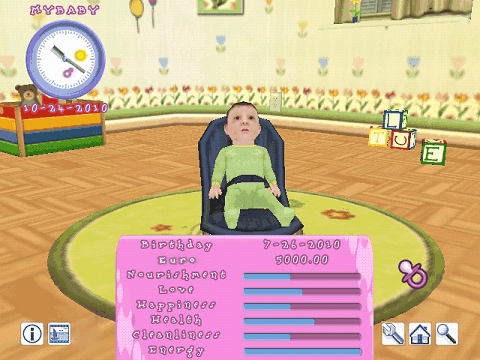 MYBABY
10-24-2010
L
C
E
Birthday 7-26-2010
Euro 5000.00
Nourishment
Love
Happiness
Health
Cleanliness
Energy